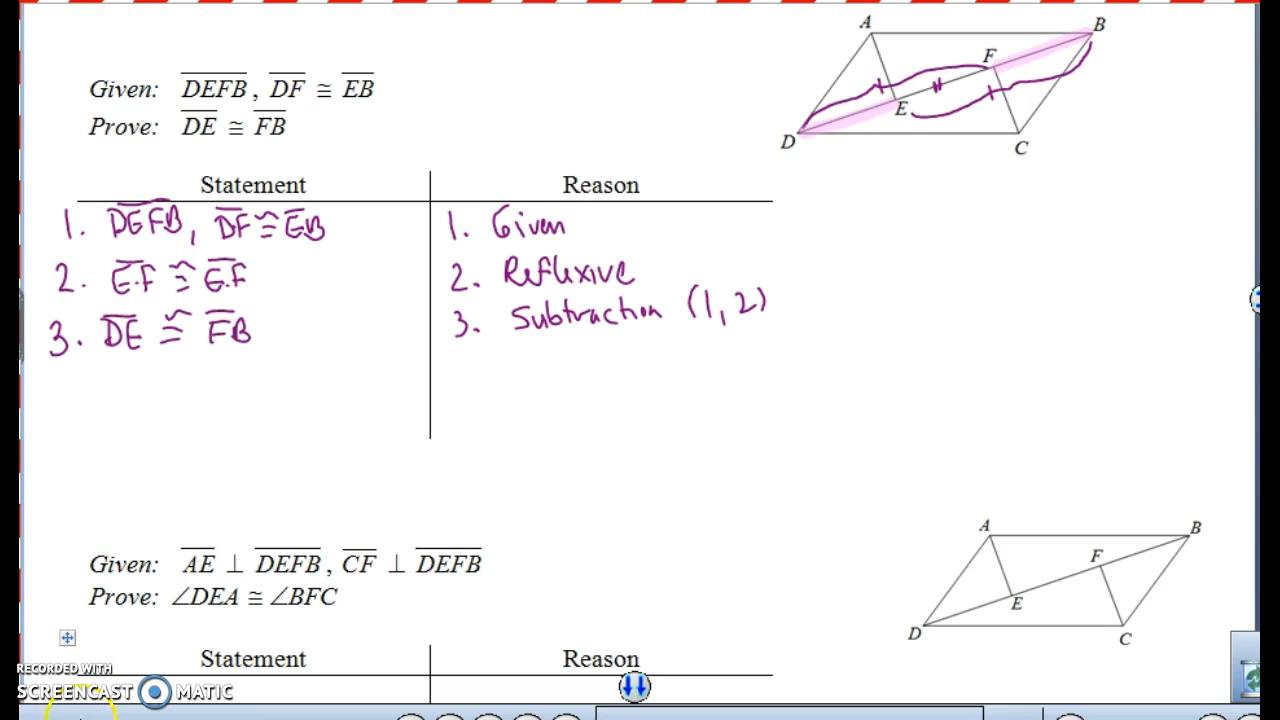 A
B
F
E
D
C
Given: DEFB, DF ≅ EB
Prove: DE ≅ FB
Statement Reason
1. DEFB, DF ≅ EB 1. Given
2. EF ≅ EF 2. Reflexive
3. DE ≅ FB 3. Subtraction (1, 2)
A
B
F
E
D
C
Given: AE ⊥ DEFB, CF ⊥ DEFB
Prove: ∠DEA ≅ ∠BFC
Statement Reason
RECORDED WITH
SCREENCAST MATIC